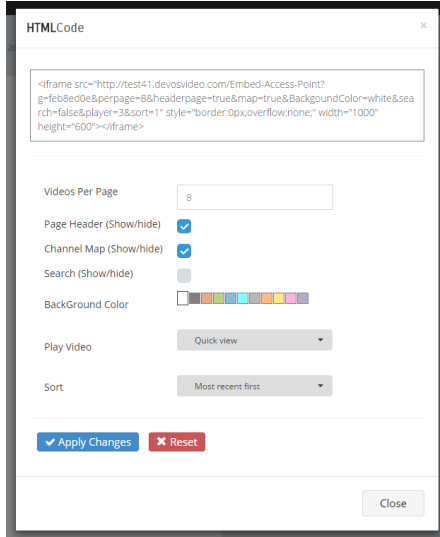 HTMLCode
×
<iframe src="http://test41.devosvideo.com/Embed-Access-Point?
g=feb8ed0e&perpage=8&headerpage=true&map=true&BackgoundColor=white&sea
rch=false&player=3&sort=1" style="border:0px;overflow:none;" width="1000"
height="600"></iframe>
Videos Per Page
8
Page Header (Show/hide)
Channel Map (Show/hide)
Search (Show/hide)
BackGround Color
Play Video
Quick view
Sort
Most recent first
Apply Changes
Reset
Close